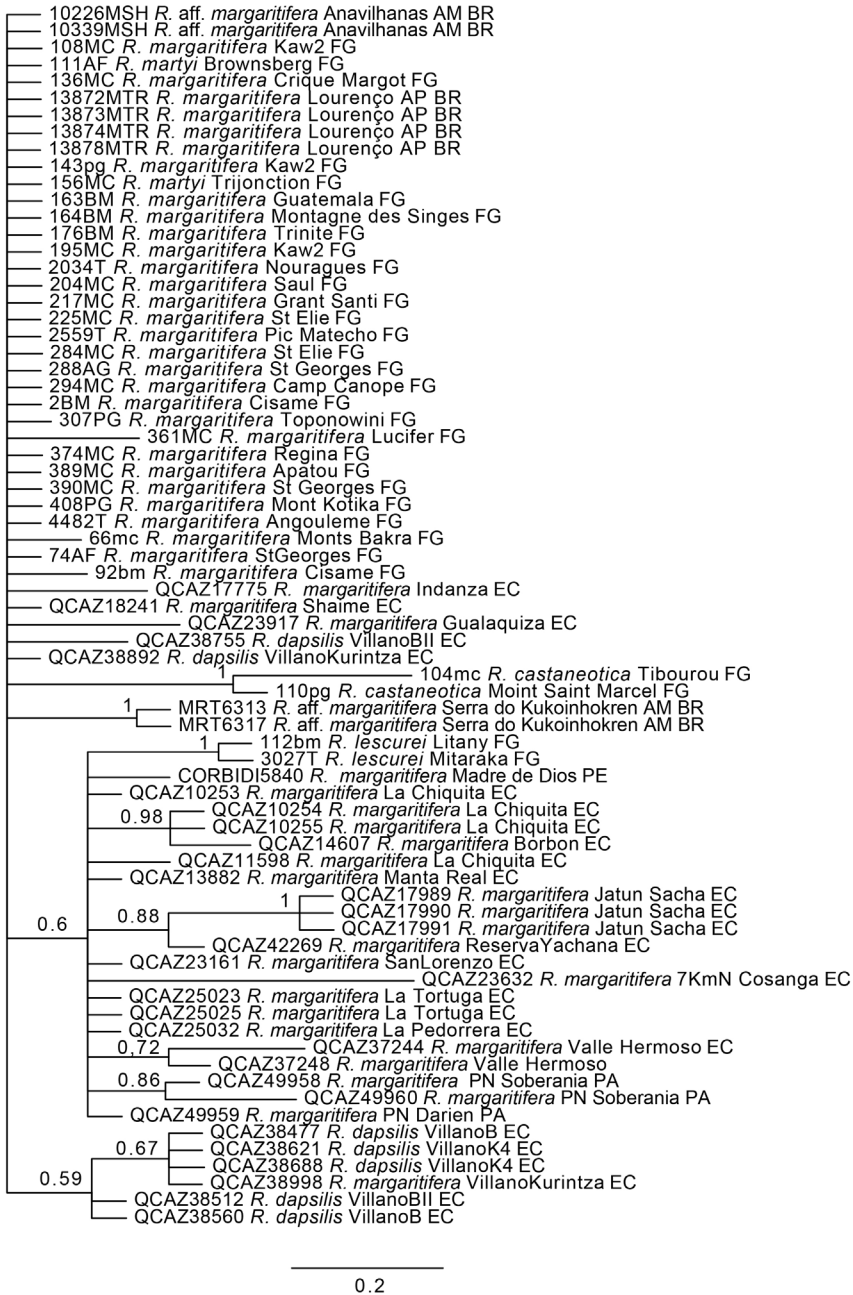 10226MSH R. aff. margaritifera Anavilhanas AM BR
10339MSH R. aff. margaritifera Anavilhanas AM BR
108MC R. margaritifera Kaw2 FG
111AF R. martyi Brownsberg FG
136MC R. margaritifera Crique Margot FG
13872MTR R. margaritifera Lourenço AP BR
13873MTR R. margaritifera Lourenço AP BR
13874MTR R. margaritifera Lourenço AP BR
13878MTR R. margaritifera Lourenço AP BR
143pg R. margaritifera Kaw2 FG
156MC R. martyi Trijonction FG
163BM R. margaritifera Guatemala FG
164BM R. margaritifera Montagne des Singes FG
176BM R. margaritifera Trinite FG
195MC R. margaritifera Kaw2 FG
2034T R. margaritifera Nouragues FG
204MC R. margaritifera Saul FG
217MC R. margaritifera Grant Santi FG
225MC R. margaritifera St Elie FG
2559T R. margaritifera Pic Matecho FG
284MC R. margaritifera St Elie FG
288AG R. margaritifera St Georges FG
294MC R. margaritifera Camp Canope FG
2BM R. margaritifera Cisame FG
307PG R. margaritifera Toponowini FG
361MC R. margaritifera Lucifer FG
374MC R. margaritifera Regina FG
389MC R. margaritifera Apatou FG
390MC R. margaritifera St Georges FG
408PG R. margaritifera Mont Kotika FG
4482T R. margaritifera Angouleme FG
66mc R. margaritifera Monts Bakra FG
74AF R. margaritifera StGeorges FG
92bm R. margaritifera Cisame FG
QCAZ17775 R. margaritifera Indanza EC
QCAZ18241 R. margaritifera Shaime EC
QCAZ23917 R. margaritifera Gualaquiza EC
QCAZ38755 R. dapsilis VillanoBII EC
QCAZ38892 R. dapsilis VillanoKurintza EC
1 104mc R. castaneotica Tibourou FG
110pg R. castaneotica Moint Saint Marcel FG
1 MRT6313 R. aff. margaritifera Serra do Kukoinhokren AM BR
MRT6317 R. aff. margaritifera Serra do Kukoinhokren AM BR
1 112bm R. lescurei Litany FG
3027T R. lescurei Mitaraka FG
CORBIDI5840 R. margaritifera Madre de Dios PE
QCAZ10253 R. margaritifera La Chiquita EC
QCAZ10254 R. margaritifera La Chiquita EC
0.98 QCAZ10255 R. margaritifera La Chiquita EC
QCAZ14607 R. margaritifera Borbon EC
QCAZ11598 R. margaritifera La Chiquita EC
QCAZ13882 R. margaritifera Manta Real EC
1 QCAZ17989 R. margaritifera Jatun Sacha EC
0.88 QCAZ17990 R. margaritifera Jatun Sacha EC
0.6 QCAZ17991 R. margaritifera Jatun Sacha EC
QCAZ42269 R. margaritifera ReservaYachana EC
QCAZ23161 R. margaritifera SanLorenzo EC
QCAZ23632 R. margaritifera 7KmN Cosanga EC
QCAZ25023 R. margaritifera La Tortuga EC
QCAZ25025 R. margaritifera La Tortuga EC
QCAZ25032 R. margaritifera La Pedorrera EC
0,72 QCAZ37244 R. margaritifera Valle Hermoso EC
QCAZ37248 R. margaritifera Valle Hermoso
0.86 QCAZ49958 R. margaritifera PN Soberania PA
QCAZ49960 R. margaritifera PN Soberania PA
QCAZ49959 R. margaritifera PN Darien PA
QCAZ38477 R. dapsilis VillanoB EC
0.67 QCAZ38621 R. dapsilis VillanoK4 EC
QCAZ38688 R. dapsilis VillanoK4 EC
0.59 QCAZ38998 R. margaritifera VillanoKurintza EC
QCAZ38512 R. dapsilis VillanoBII EC
QCAZ38560 R. dapsilis VillanoB EC
0.2